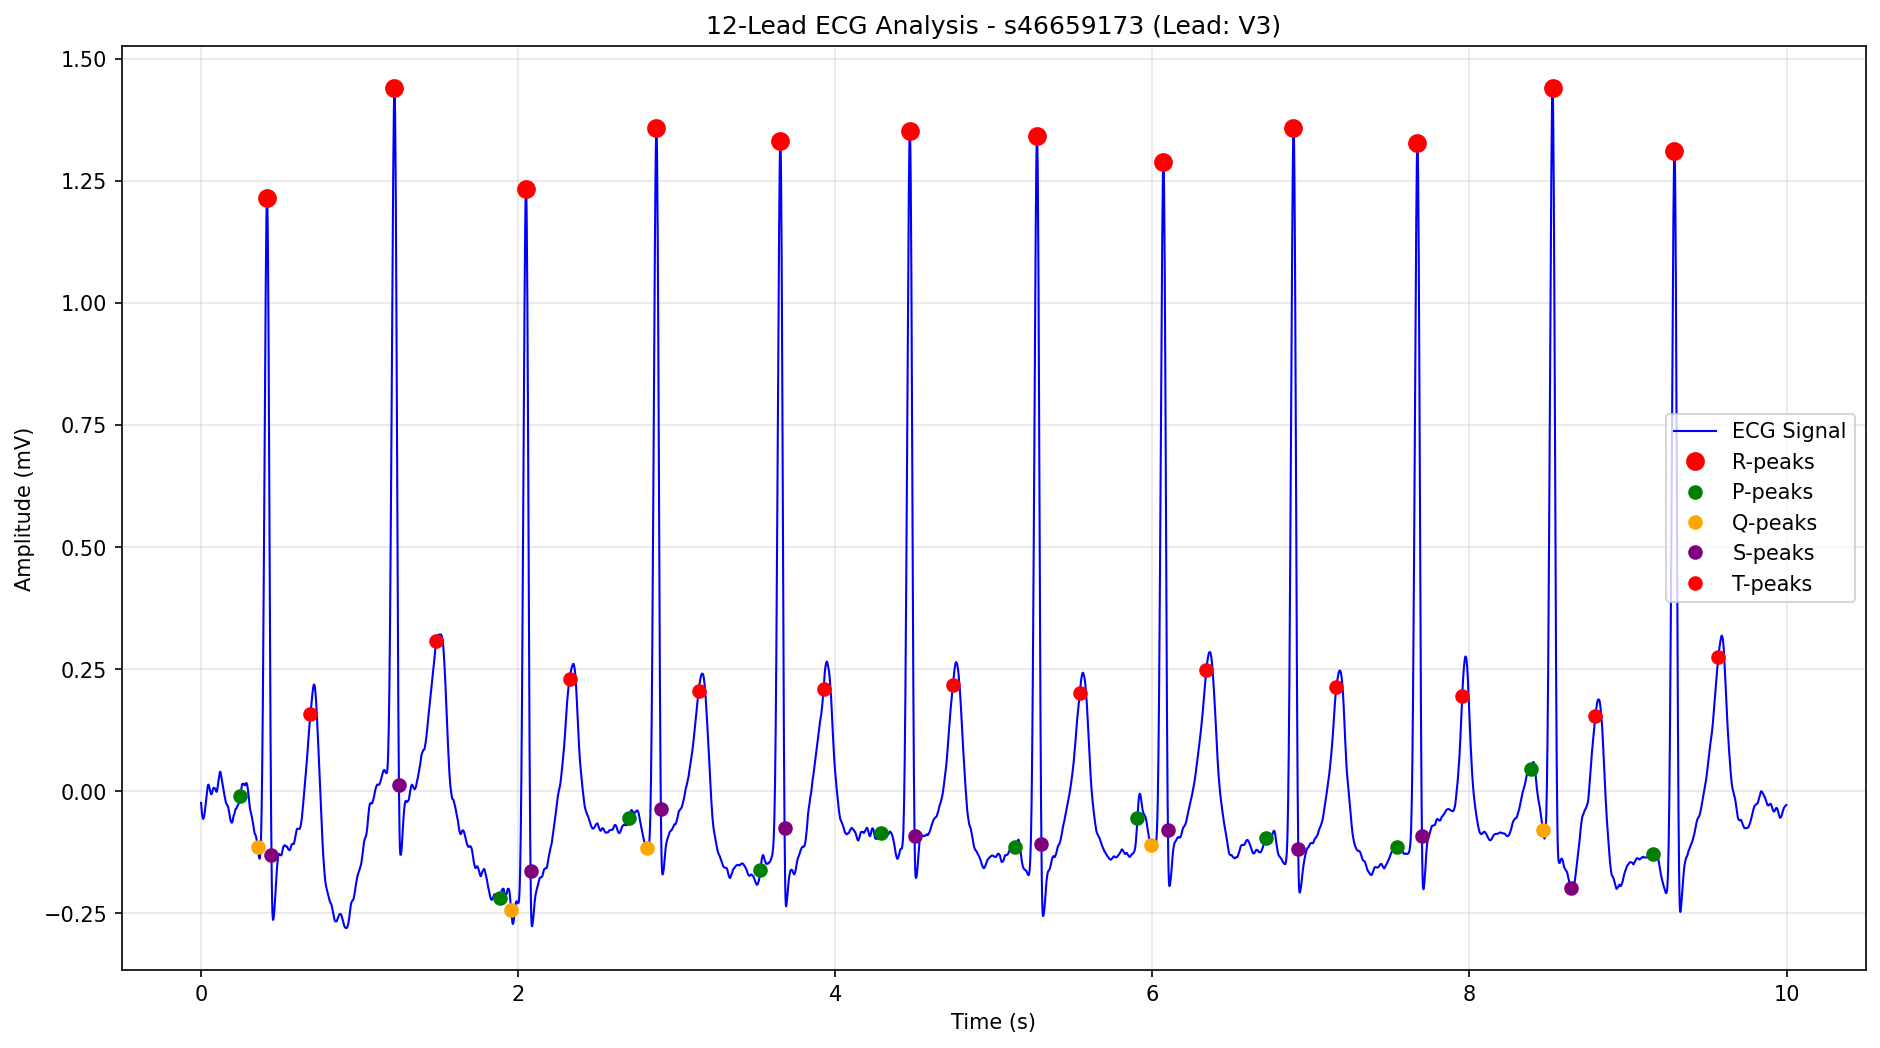 12-Lead ECG Analysis - s46659173 (Lead: V3)
1.50
1.25
1.00
0.75
0.50
0.25
0.00
−0.25
Amplitude (mV)
ECG Signal
R-peaks
P-peaks
Q-peaks
S-peaks
T-peaks
0 2 4 6 8 10
Time (s)